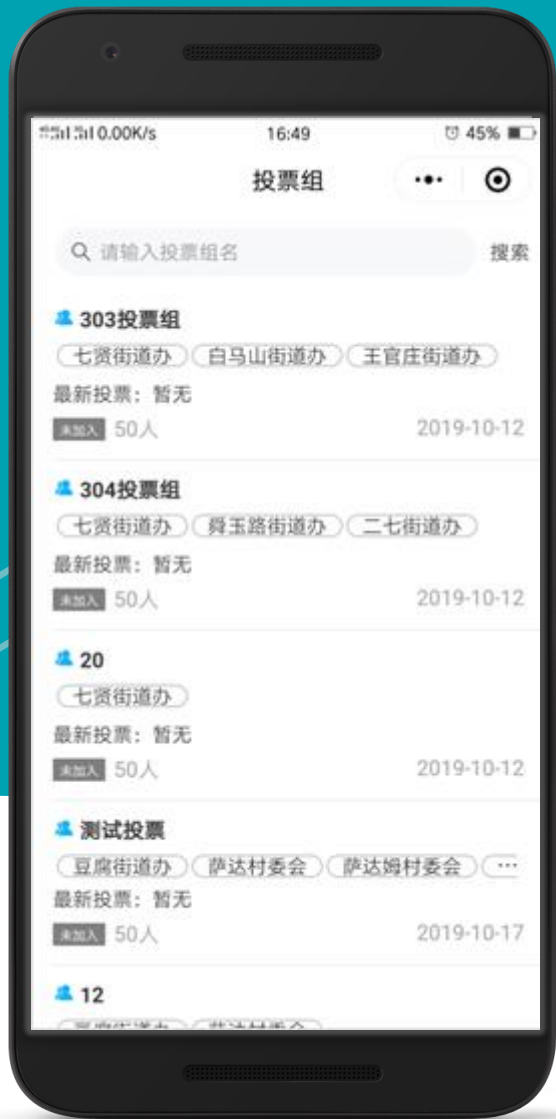 0.00K/s 16:49 45%
投票组
请输入投票组名 搜索
303投票组
七贤街道办 白马山街道办 王官庄街道办
最新投票：暂无
未加入 50人 2019-10-12
304投票组
七贤街道办 舜玉路街道办 二七街道办
最新投票：暂无
未加入 50人 2019-10-12
20
七贤街道办
最新投票：暂无
未加入 50人 2019-10-12
测试投票
豆腐街道办 萨达村委会 萨达姆村委会 ···
最新投票：暂无
未加入 50人 2019-10-17
12